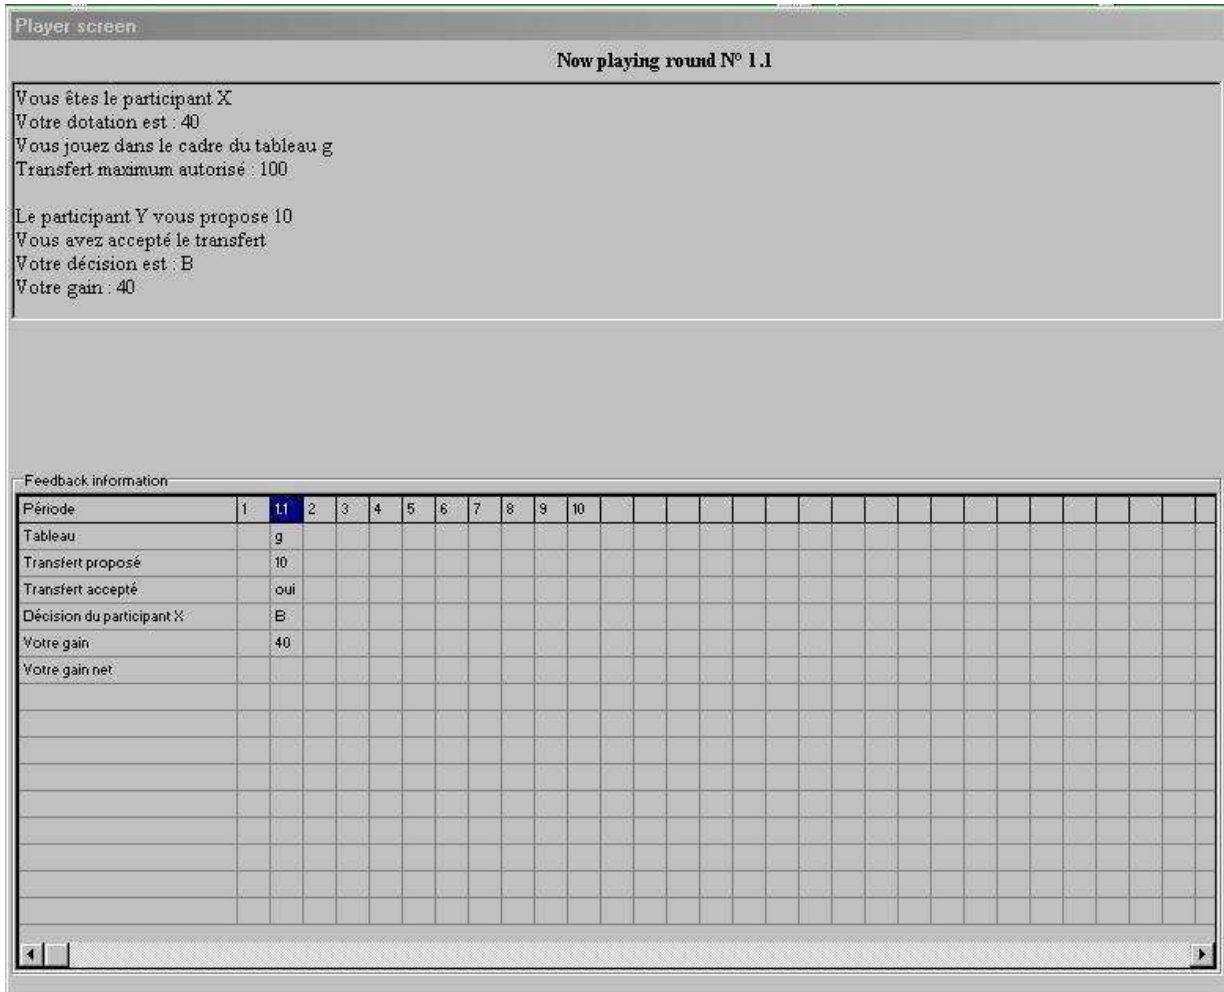 Player screen
Now playing round N° 1.1
Vous êtes le participant X
Votre dotation est : 40
Vous jouez dans le cadre du tableau g
Transfert maximum autorisé : 100
Le participant Y vous propose 10
Vous avez accepté le transfert
Votre décision est : B
Votre gain : 40
Feedback information
Période 1 1.1 2 3 4 5 6 7 8 9 10
Tableau g
Transfert proposé 10
Transfert accepté oui
Décision du participant X B
Votre gain 40
Votre gain net